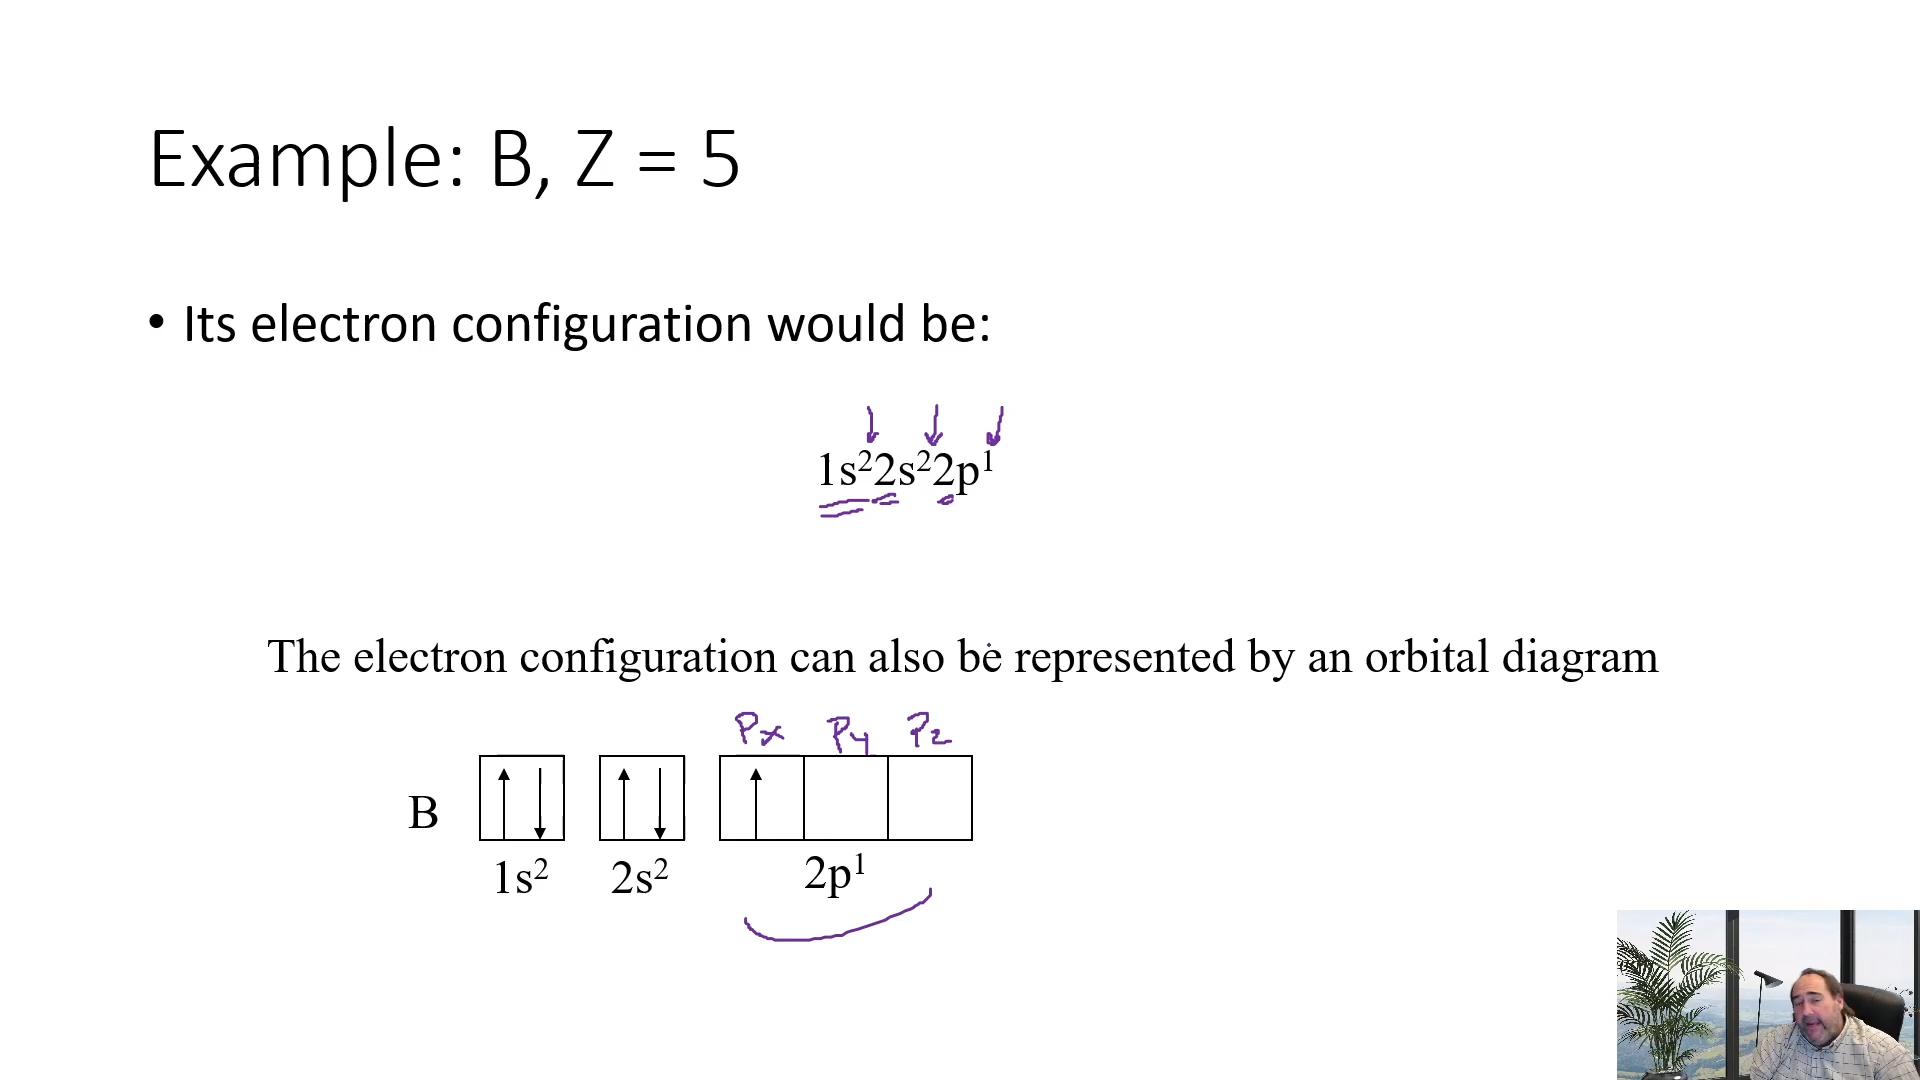 Example: B, Z = 5
• Its electron configuration would be:
1s²2s²2p¹
The electron configuration can also be represented by an orbital diagram
Px Py Pz
B
1s² 2s² 2p¹